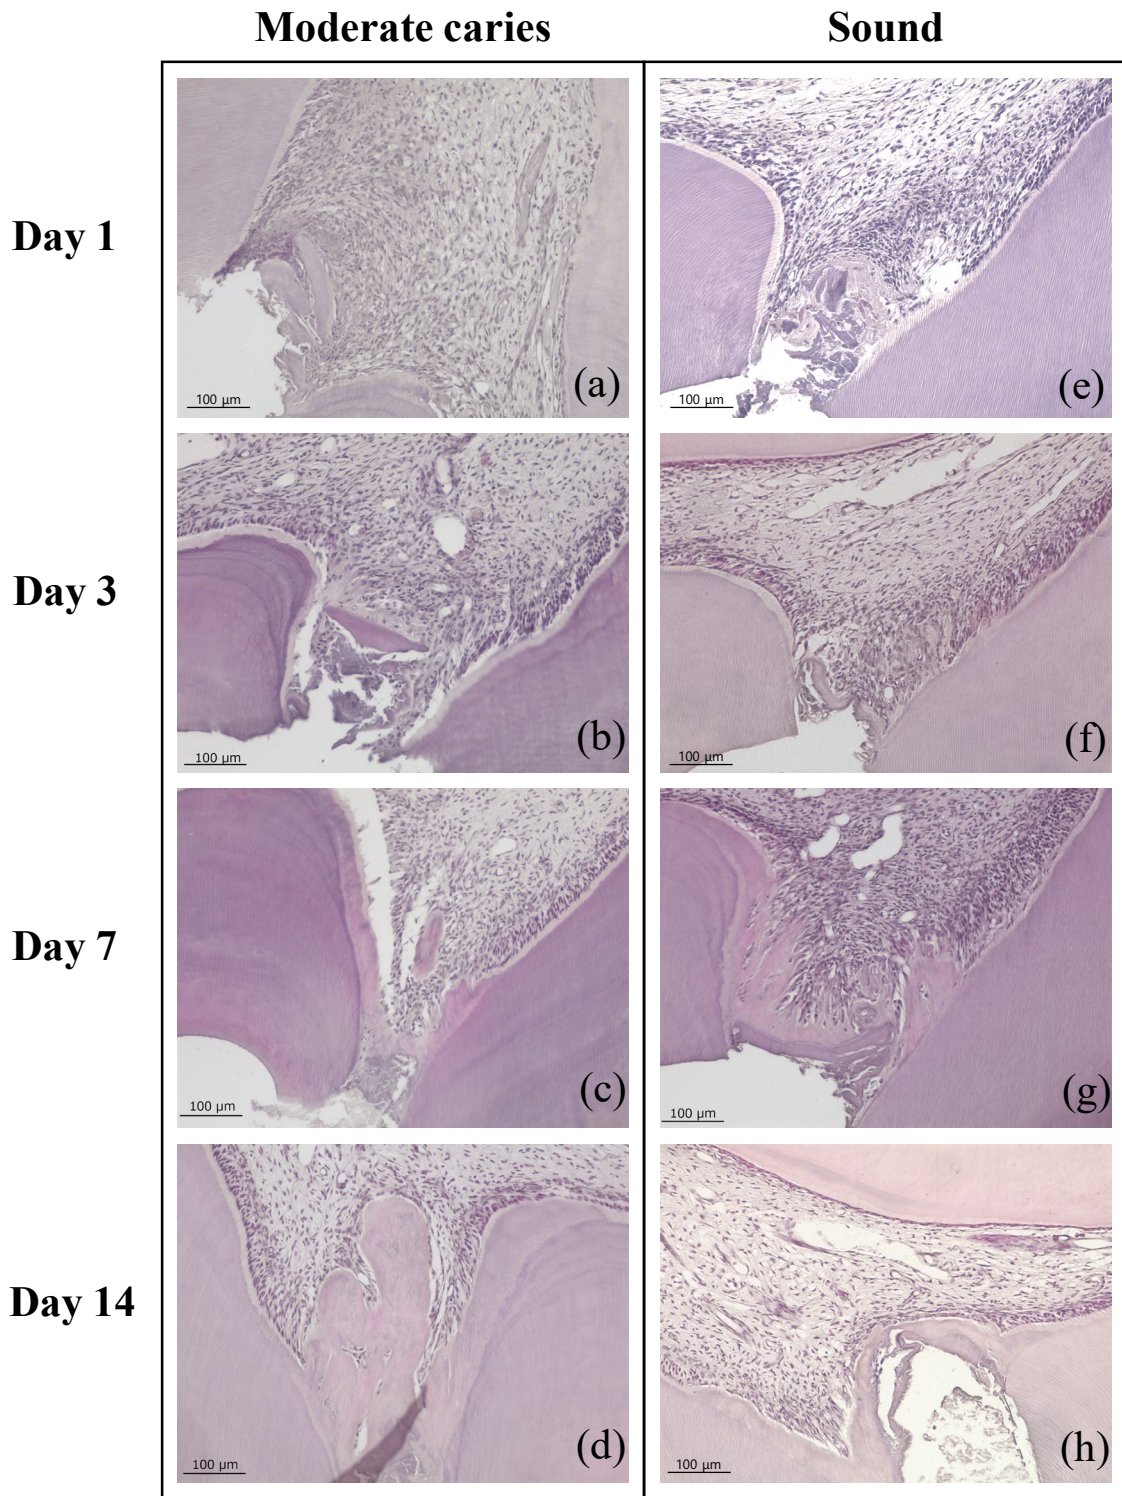 Moderate caries Sound
Day 1
100 μm (a) 100 μm (e)
Day 3
100 μm (b) 100 μm (f)
Day 7
100 μm (c) 100 μm (g)
Day 14
100 μm (d) 100 μm (h)